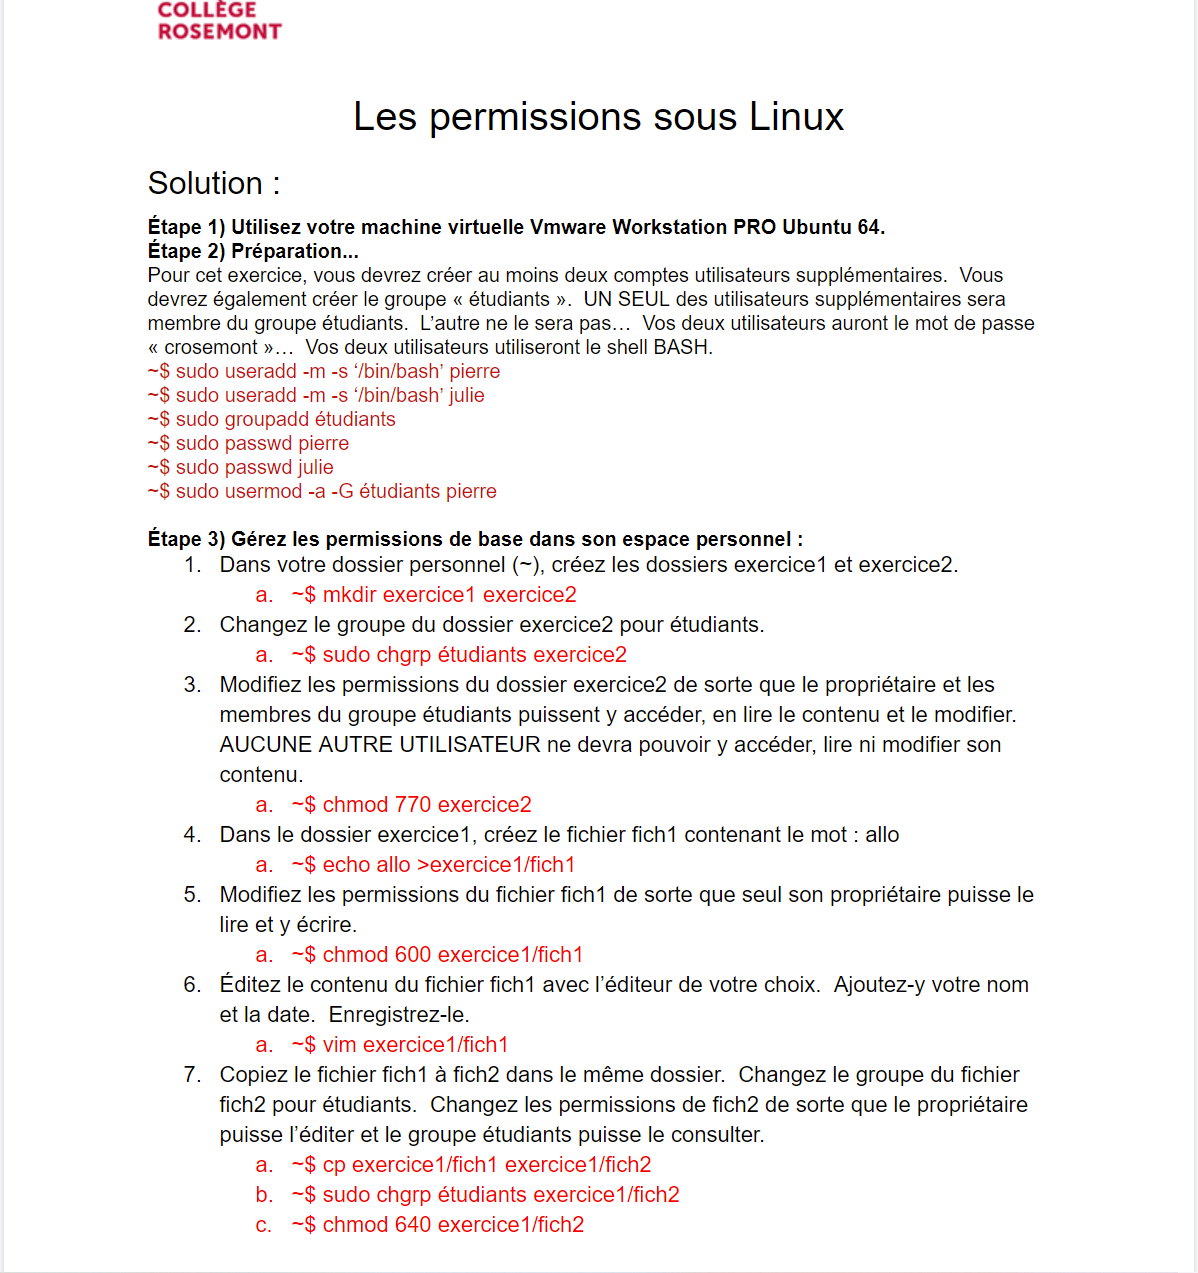 COLLÈGE
ROSEMONT
Les permissions sous Linux
Solution :
Étape 1) Utilisez votre machine virtuelle Vmware Workstation PRO Ubuntu 64.
Étape 2) Préparation...
Pour cet exercice, vous devrez créer au moins deux comptes utilisateurs supplémentaires.  Vous
devrez également créer le groupe « étudiants ».  UN SEUL des utilisateurs supplémentaires sera
membre du groupe étudiants.  L’autre ne le sera pas…  Vos deux utilisateurs auront le mot de passe
« crosemont »…  Vos deux utilisateurs utiliseront le shell BASH.
~$ sudo useradd -m -s ‘/bin/bash’ pierre
~$ sudo useradd -m -s ‘/bin/bash’ julie
~$ sudo groupadd étudiants
~$ sudo passwd pierre
~$ sudo passwd julie
~$ sudo usermod -a -G étudiants pierre
Étape 3) Gérez les permissions de base dans son espace personnel :
1. Dans votre dossier personnel (~), créez les dossiers exercice1 et exercice2.
a. ~$ mkdir exercice1 exercice2
2. Changez le groupe du dossier exercice2 pour étudiants.
a. ~$ sudo chgrp étudiants exercice2
3. Modifiez les permissions du dossier exercice2 de sorte que le propriétaire et les
membres du groupe étudiants puissent y accéder, en lire le contenu et le modifier.
AUCUNE AUTRE UTILISATEUR ne devra pouvoir y accéder, lire ni modifier son
contenu.
a. ~$ chmod 770 exercice2
4. Dans le dossier exercice1, créez le fichier fich1 contenant le mot : allo
a. ~$ echo allo >exercice1/fich1
5. Modifiez les permissions du fichier fich1 de sorte que seul son propriétaire puisse le
lire et y écrire.
a. ~$ chmod 600 exercice1/fich1
6. Éditez le contenu du fichier fich1 avec l’éditeur de votre choix.  Ajoutez-y votre nom
et la date.  Enregistrez-le.
a. ~$ vim exercice1/fich1
7. Copiez le fichier fich1 à fich2 dans le même dossier.  Changez le groupe du fichier
fich2 pour étudiants.  Changez les permissions de fich2 de sorte que le propriétaire
puisse l’éditer et le groupe étudiants puisse le consulter.
a. ~$ cp exercice1/fich1 exercice1/fich2
b. ~$ sudo chgrp étudiants exercice1/fich2
c. ~$ chmod 640 exercice1/fich2